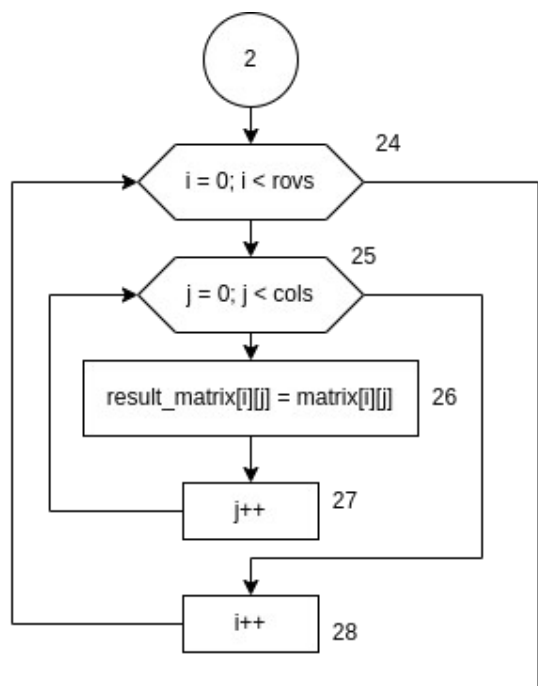 2
24
i = 0; i < rovs
25
j = 0; j < cols
result_matrix[i][j] = matrix[i][j]
26
j++
27
i++
28